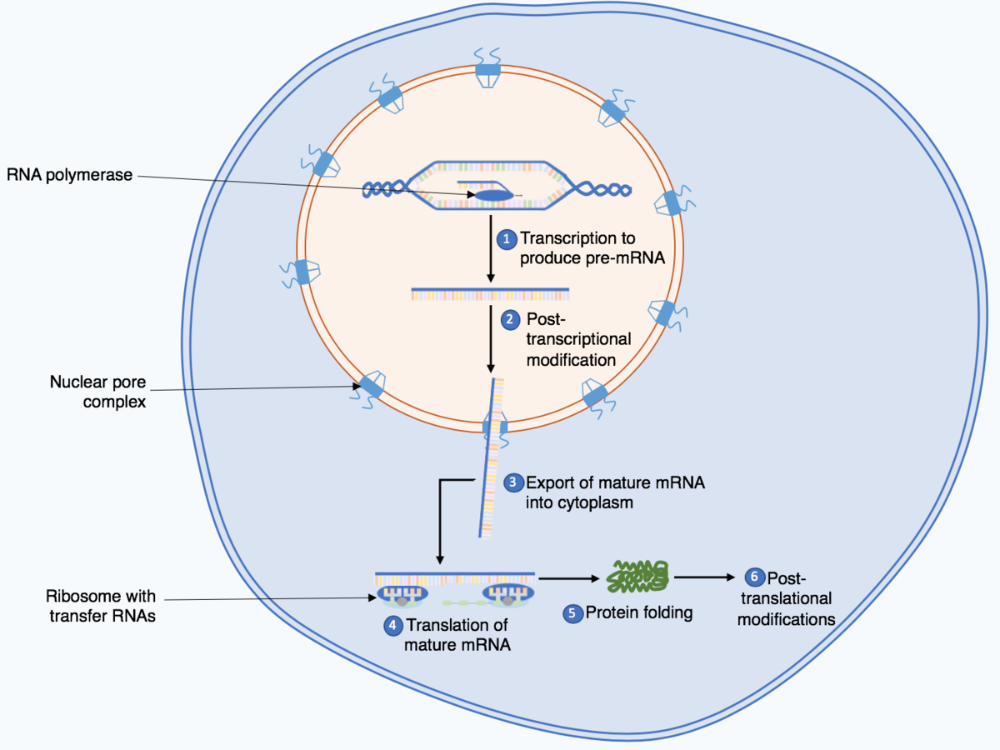 RNA polymerase
1 Transcription to
produce pre-mRNA
2 Post-
transcriptional
modification
Nuclear pore
complex
3 Export of mature mRNA
into cytoplasm
Ribosome with
transfer RNAs
4 Translation of
mature mRNA
5 Protein folding
6 Post-
translational
modifications